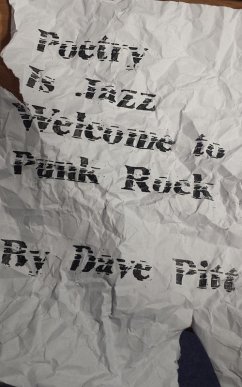 Poetry
Is Jazz
Welcome to
Punk Rock
By Dave Pitt